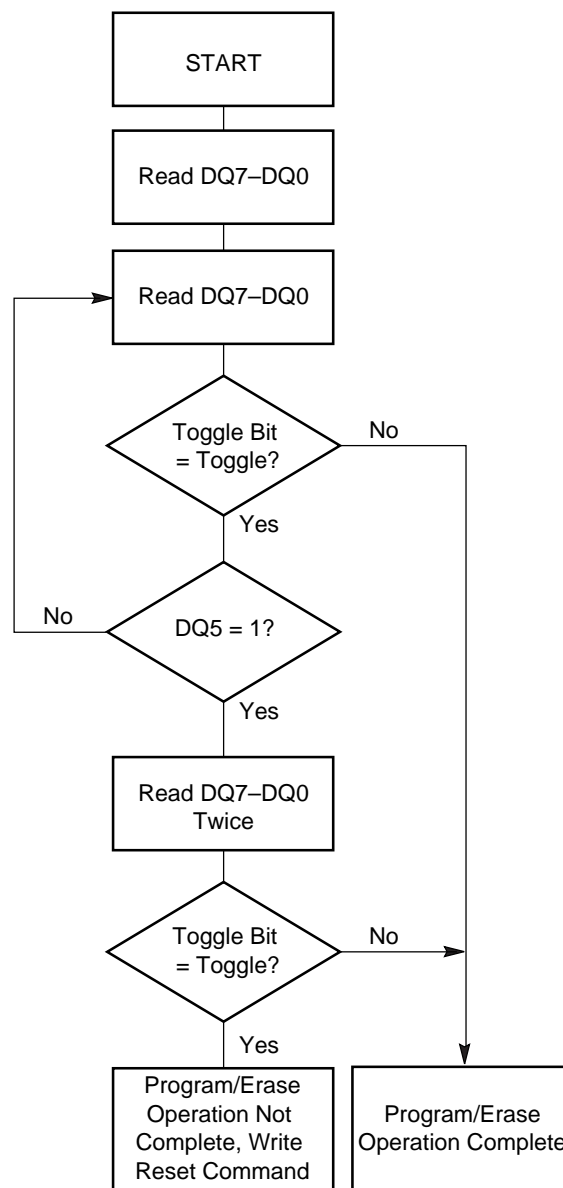 START
Read DQ7–DQ0
Read DQ7–DQ0
Toggle Bit
= Toggle?
No
Yes
No
DQ5 = 1?
Yes
Read DQ7–DQ0
Twice
Toggle Bit
= Toggle?
No
Yes
Program/Erase
Operation Not
Complete, Write
Reset Command
Program/Erase
Operation Complete